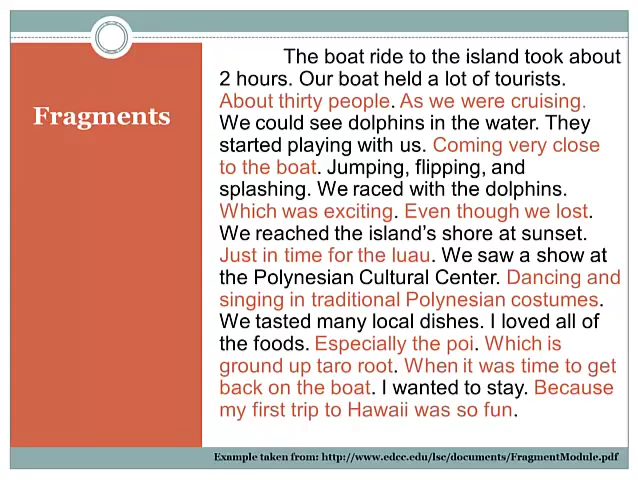 Fragments
The boat ride to the island took about
2 hours. Our boat held a lot of tourists.
About thirty people. As we were cruising.
We could see dolphins in the water. They
started playing with us. Coming very close
to the boat. Jumping, flipping, and
splashing. We raced with the dolphins.
Which was exciting. Even though we lost.
We reached the island’s shore at sunset.
Just in time for the luau. We saw a show at
the Polynesian Cultural Center. Dancing and
singing in traditional Polynesian costumes.
We tasted many local dishes. I loved all of
the foods. Especially the poi. Which is
ground up taro root. When it was time to get
back on the boat. I wanted to stay. Because
my first trip to Hawaii was so fun.
Example taken from: http://www.edcc.edu/lsc/documents/FragmentModule.pdf